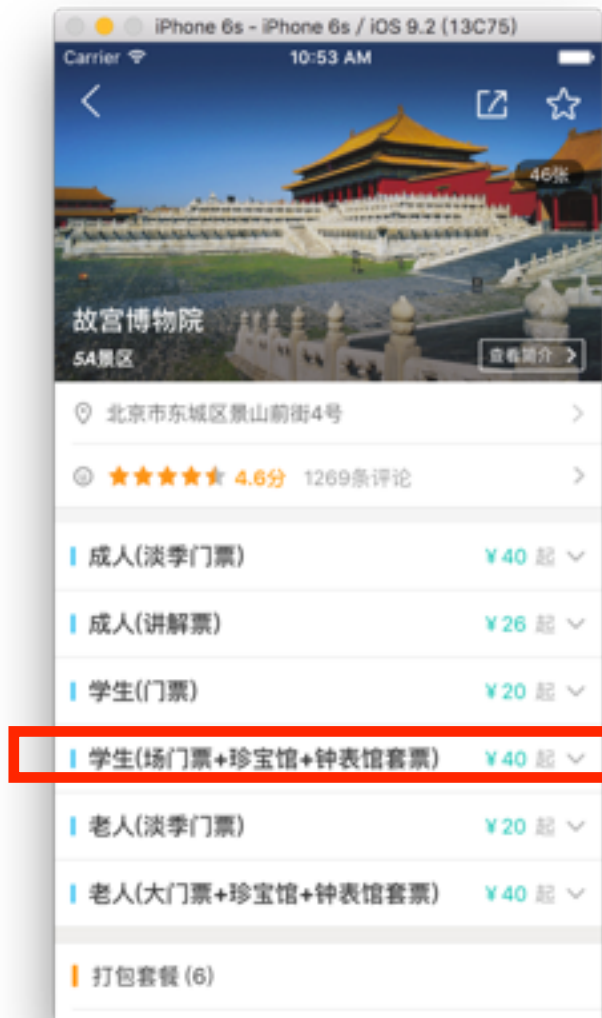 iPhone 6s - iPhone 6s / iOS 9.2 (13C75)
Carrier 10:53 AM
46张
故宫博物院
5A景区
查看简介
北京市东城区景山前街4号
4.6分 1269条评论
成人(淡季门票) ¥40 起
成人(讲解票) ¥26 起
学生(门票) ¥20 起
学生(场门票+珍宝馆+钟表馆套票) ¥40 起
老人(淡季门票) ¥20 起
老人(大门票+珍宝馆+钟表馆套票) ¥40 起
打包套餐(6)